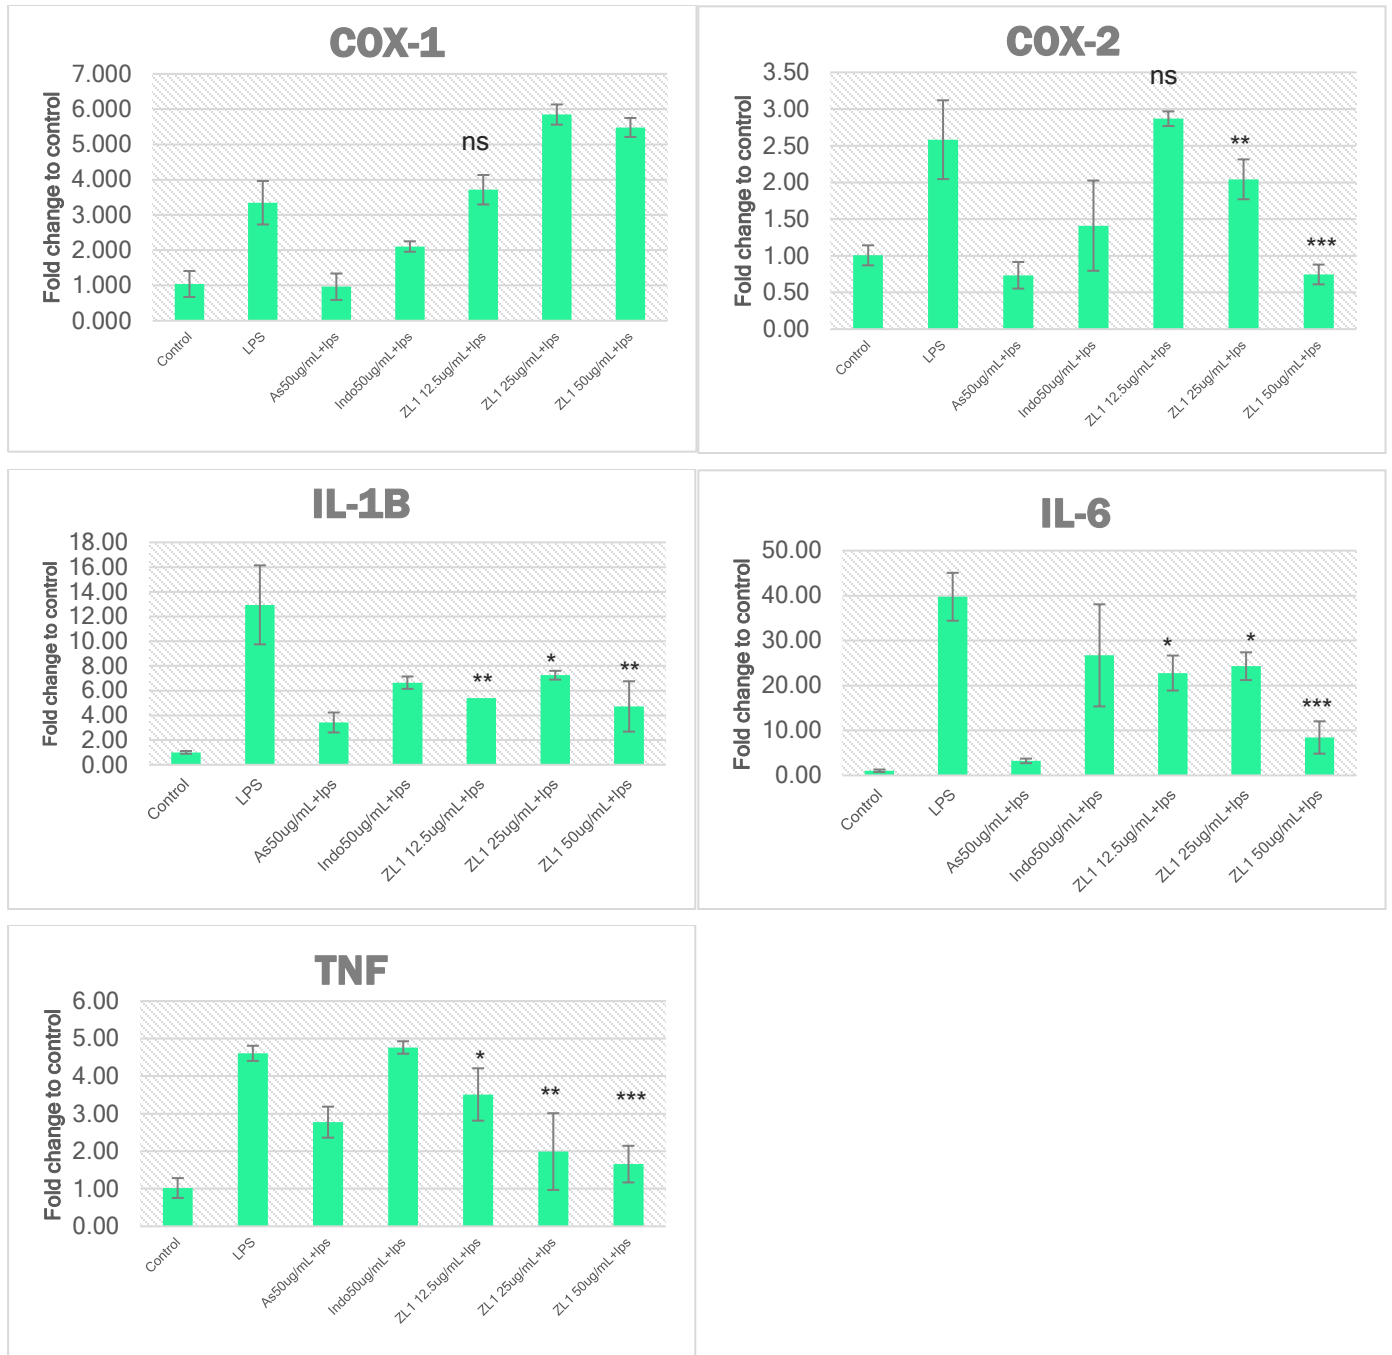 COX-1
Fold change to control
7.000
6.000
5.000
4.000
3.000
2.000
1.000
0.000
ns
Control
LPS
As50ug/mL+lps
Indo50ug/mL+lps
ZL1 12.5ug/mL+lps
ZL1 25ug/mL+lps
ZL1 50ug/mL+lps
COX-2
Fold change to control
3.50
3.00
2.50
2.00
1.50
1.00
0.50
0.00
ns
**
***
Control
LPS
As50ug/mL+lps
Indo50ug/mL+lps
ZL1 12.5ug/mL+lps
ZL1 25ug/mL+lps
ZL1 50ug/mL+lps
IL-1B
Fold change to control
18.00
16.00
14.00
12.00
10.00
8.00
6.00
4.00
2.00
0.00
**
*
**
Control
LPS
As50ug/mL+lps
Indo50ug/mL+lps
ZL1 12.5ug/mL+lps
ZL1 25ug/mL+lps
ZL1 50ug/mL+lps
IL-6
Fold change to control
50.00
40.00
30.00
20.00
10.00
0.00
*
*
***
Control
LPS
As50ug/mL+lps
Indo50ug/mL+lps
ZL1 12.5ug/mL+lps
ZL1 25ug/mL+lps
ZL1 50ug/mL+lps
TNF
Fold change to control
6.00
5.00
4.00
3.00
2.00
1.00
0.00
*
**
***
Control
LPS
As50ug/mL+lps
Indo50ug/mL+lps
ZL1 12.5ug/mL+lps
ZL1 25ug/mL+lps
ZL1 50ug/mL+lps